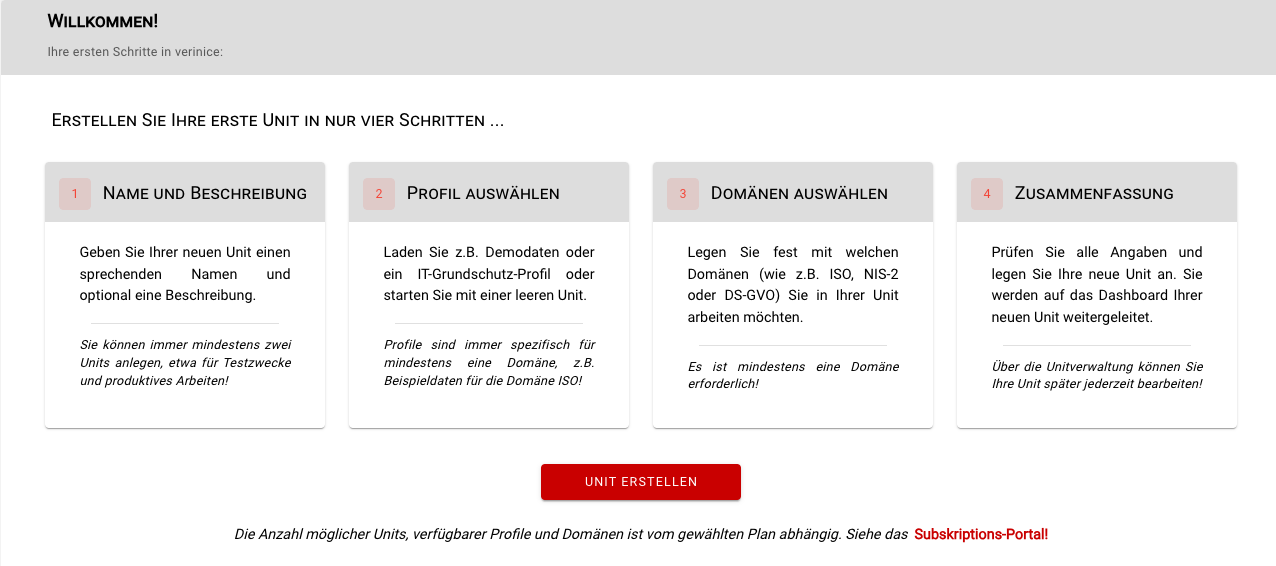 Willkommen!
Ihre ersten Schritte in verinice:
Erstellen Sie Ihre erste Unit in nur vier Schritten ...
1 Name und Beschreibung
Geben Sie Ihrer neuen Unit einen
sprechenden Namen und
optional eine Beschreibung.
Sie können immer mindestens zwei
Units anlegen, etwa für Testzwecke
und produktives Arbeiten!
2 Profil auswählen
Laden Sie z.B. Demodaten oder
ein IT-Grundschutz-Profil oder
starten Sie mit einer leeren Unit.
Profile sind immer spezifisch für
mindestens eine Domäne, z.B.
Beispieldaten für die Domäne ISO!
3 Domänen auswählen
Legen Sie fest mit welchen
Domänen (wie z.B. ISO, NIS-2
oder DS-GVO) Sie in Ihrer Unit
arbeiten möchten.
Es ist mindestens eine Domäne
erforderlich!
4 Zusammenfassung
Prüfen Sie alle Angaben und
legen Sie Ihre neue Unit an. Sie
werden auf das Dashboard Ihrer
neuen Unit weitergeleitet.
Über die Unitverwaltung können Sie
Ihre Unit später jederzeit bearbeiten!
UNIT ERSTELLEN
Die Anzahl möglicher Units, verfügbarer Profile und Domänen ist vom gewählten Plan abhängig. Siehe das Subskriptions-Portal!